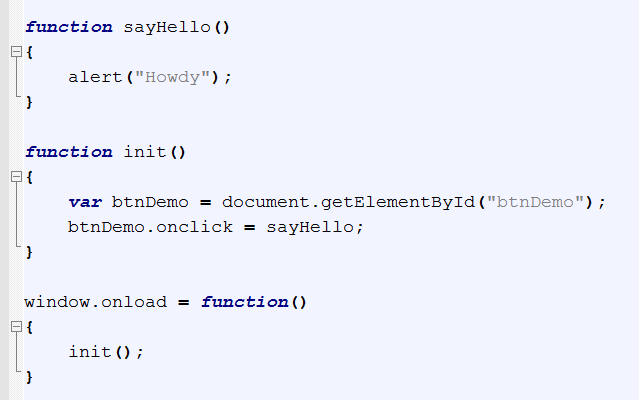 function sayHello()
{
    alert("Howdy");
}

function init()
{
    var btnDemo = document.getElementById("btnDemo");
    btnDemo.onclick = sayHello;
}

window.onload = function()
{
    init();
}